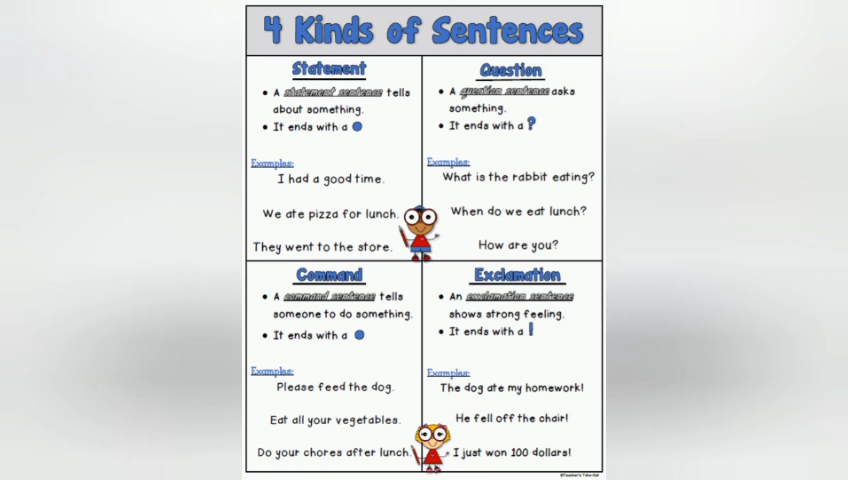 4 Kinds of Sentences
Statement
• A statement sentence tells
about something.
• It ends with a .
Examples:
I had a good time.
We ate pizza for lunch.
They went to the store.
Question
• A question sentence asks
something.
• It ends with a ?
Examples:
What is the rabbit eating?
When do we eat lunch?
How are you?
Command
• A command sentence tells
someone to do something.
• It ends with a .
Examples:
Please feed the dog.
Eat all your vegetables.
Do your chores after lunch.
Exclamation
• An exclamation sentence
shows strong feeling.
• It ends with a !
Examples:
The dog ate my homework!
He fell off the chair!
I just won 100 dollars!